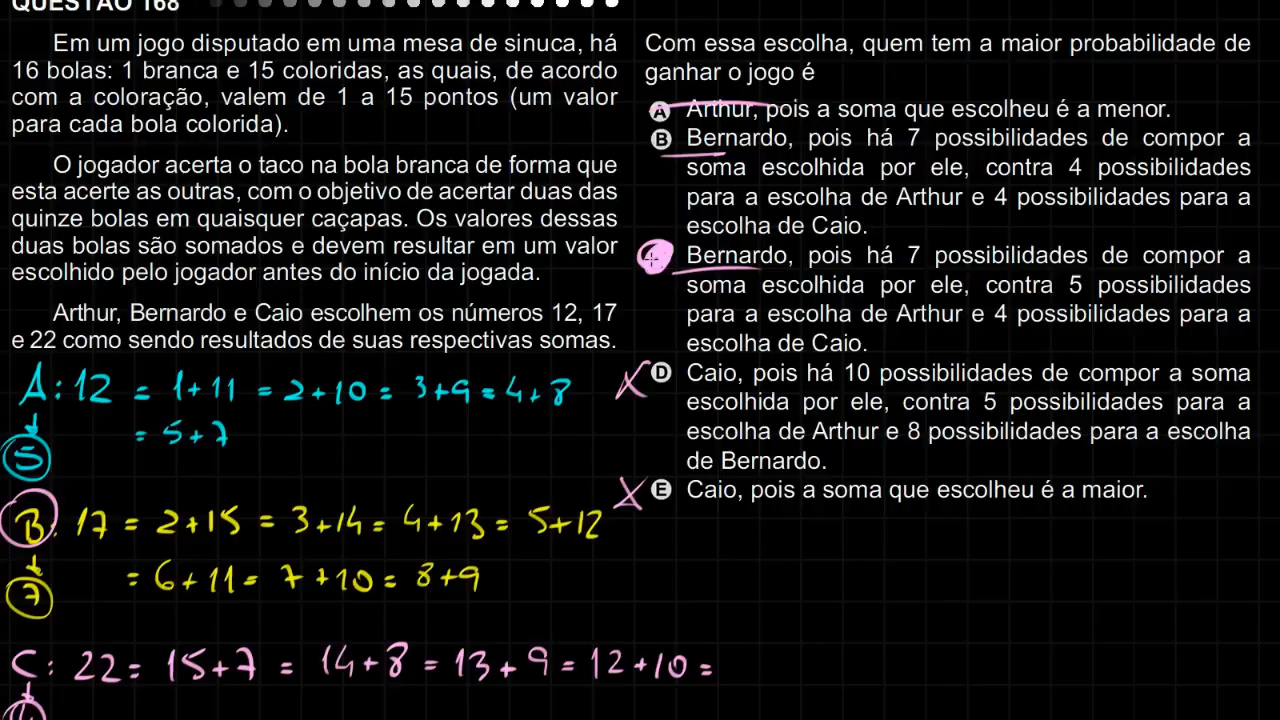 QUESTÃO 168
Em um jogo disputado em uma mesa de sinuca, há
16 bolas: 1 branca e 15 coloridas, as quais, de acordo
com a coloração, valem de 1 a 15 pontos (um valor
para cada bola colorida).
O jogador acerta o taco na bola branca de forma que
esta acerte as outras, com o objetivo de acertar duas das
quinze bolas em quaisquer caçapas. Os valores dessas
duas bolas são somados e devem resultar em um valor
escolhido pelo jogador antes do início da jogada.
Arthur, Bernardo e Caio escolhem os números 12, 17
e 22 como sendo resultados de suas respectivas somas.
A: 12 = 1+11 = 2+10 = 3+9 = 4+8
= 5+7
5
B: 17 = 2+15 = 3+14 = 4+13 = 5+12
= 6+11 = 7+10 = 8+9
7
C: 22 = 15+7 = 14+8 = 13+9 = 12+10 =
Com essa escolha, quem tem a maior probabilidade de
ganhar o jogo é
A Arthur, pois a soma que escolheu é a menor.
B Bernardo, pois há 7 possibilidades de compor a
soma escolhida por ele, contra 4 possibilidades
para a escolha de Arthur e 4 possibilidades para a
escolha de Caio.
Bernardo, pois há 7 possibilidades de compor a
soma escolhida por ele, contra 5 possibilidades
para a escolha de Arthur e 4 possibilidades para a
escolha de Caio.
D Caio, pois há 10 possibilidades de compor a soma
escolhida por ele, contra 5 possibilidades para a
escolha de Arthur e 8 possibilidades para a escolha
de Bernardo.
E Caio, pois a soma que escolheu é a maior.